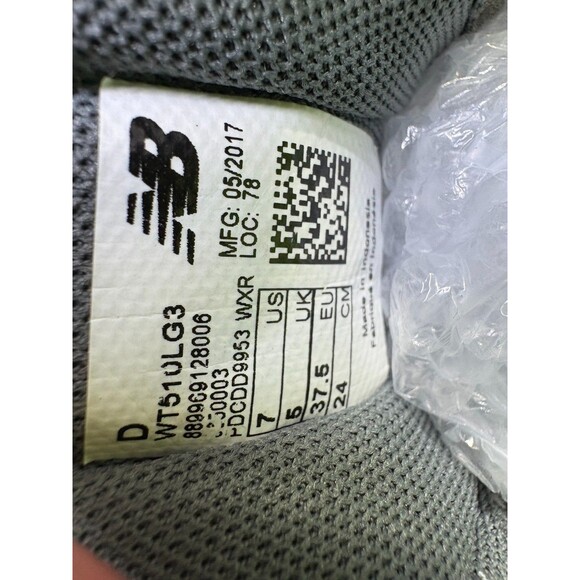 NB
MFG: 05/2017
LOC: 78
D
WT510LG3
889969128006
PDCDD9953 WXR
7 US
5 UK
37.5 EU
24 CM
Made in Indonesia
Fabriqué en Indonésie